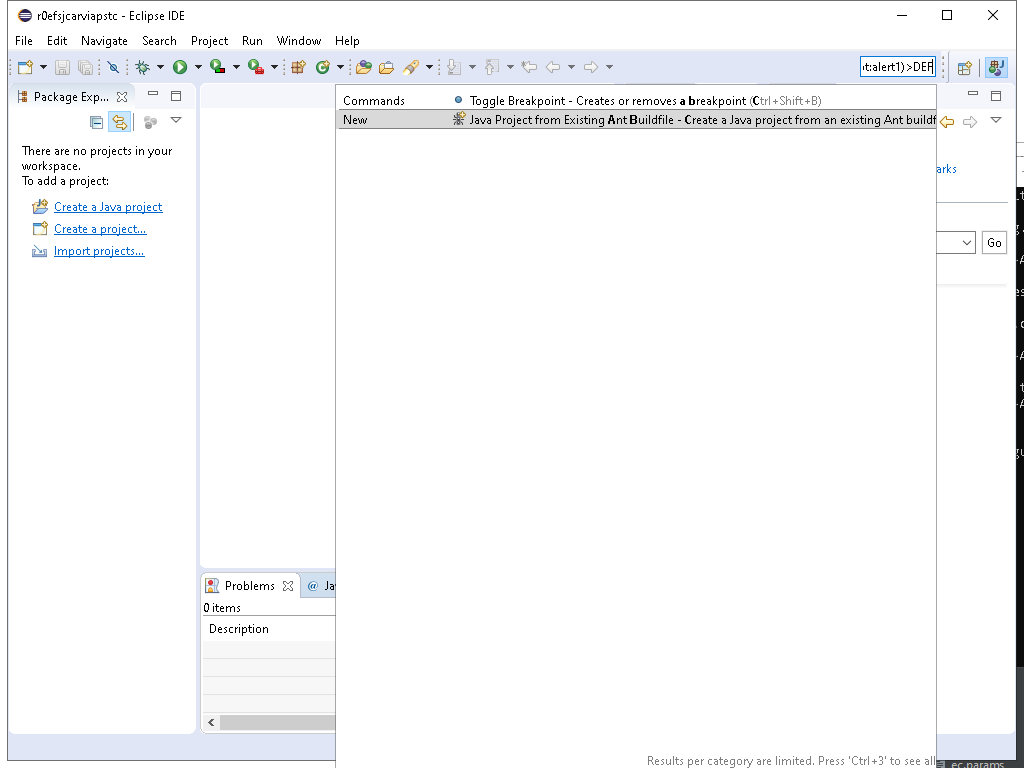 r0efsjcarviapstc - Eclipse IDE
File Edit Navigate Search Project Run Window Help
ıt:alert1)>DEF
Package Exp...
Commands Toggle Breakpoint - Creates or removes a breakpoint (Ctrl+Shift+B)
New Java Project from Existing Ant Buildfile - Create a Java project from an existing Ant buildf
There are no projects in your
workspace.
To add a project:
arks
Create a Java project
Create a project...
Go
Import projects...
Problems @ Ja
0 items
Description
Results per category are limited. Press 'Ctrl+3' to see all
ec.params